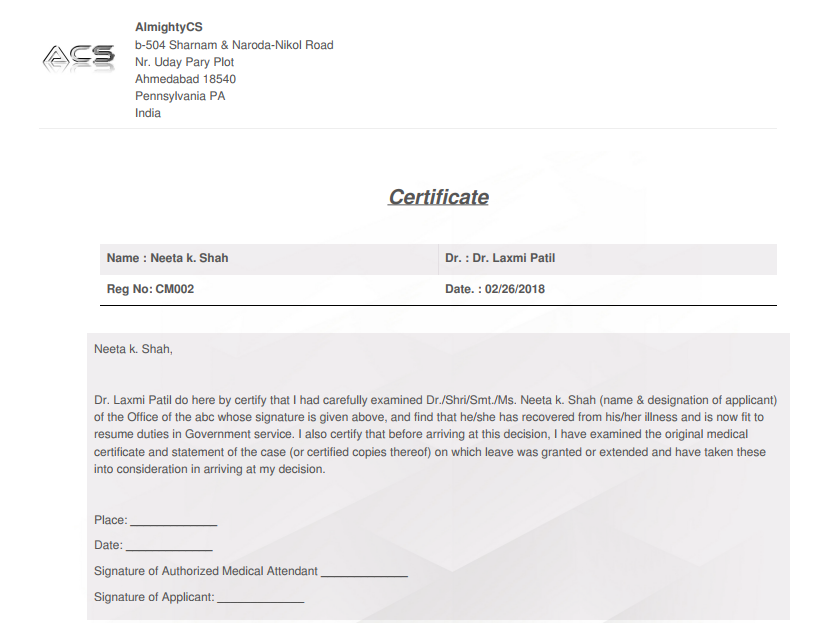 AlmightyCS
ACS
b-504 Sharnam & Naroda-Nikol Road
Nr. Uday Pary Plot
Ahmedabad 18540
Pennsylvania PA
India
Certificate
Name : Neeta k. Shah Dr. : Dr. Laxmi Patil
Reg No: CM002 Date. : 02/26/2018
Neeta k. Shah,
Dr. Laxmi Patil do here by certify that I had carefully examined Dr./Shri/Smt./Ms. Neeta k. Shah (name & designation of applicant)
of the Office of the abc whose signature is given above, and find that he/she has recovered from his/her illness and is now fit to
resume duties in Government service. I also certify that before arriving at this decision, I have examined the original medical
certificate and statement of the case (or certified copies thereof) on which leave was granted or extended and have taken these
into consideration in arriving at my decision.
Place: _____________
Date: _____________
Signature of Authorized Medical Attendant _____________
Signature of Applicant: _____________